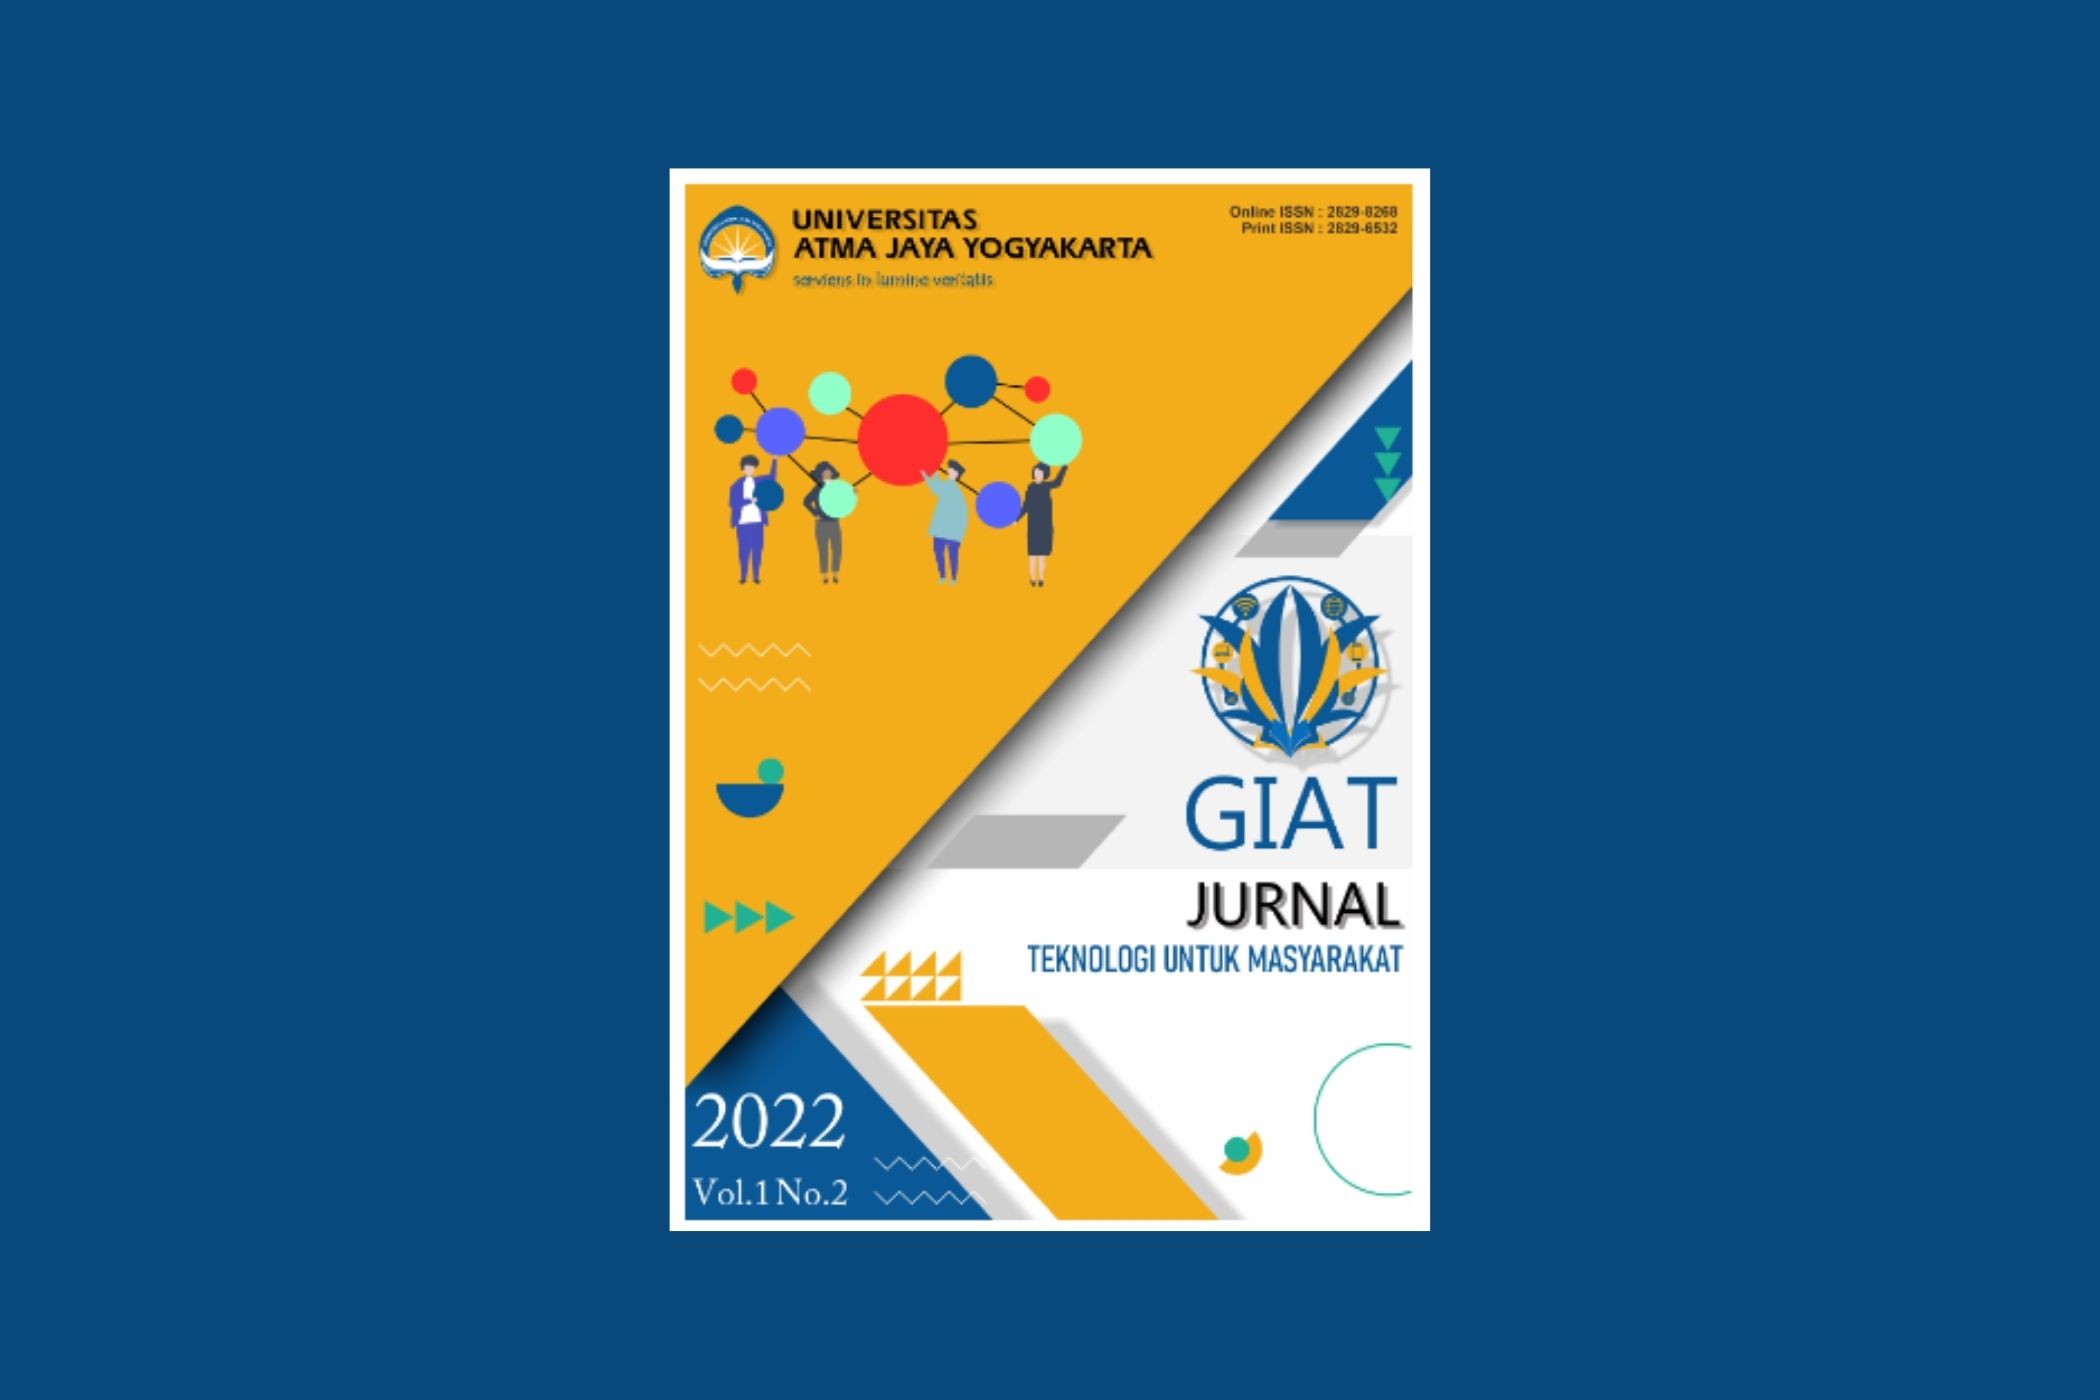 UNIVERSITAS
ATMA JAYA YOGYAKARTA
serviens in lumine veritatis
Online ISSN : 2829-8268
Print ISSN : 2829-6532
GIAT
JURNAL
TEKNOLOGI UNTUK MASYARAKAT
2022
Vol.1 No.2